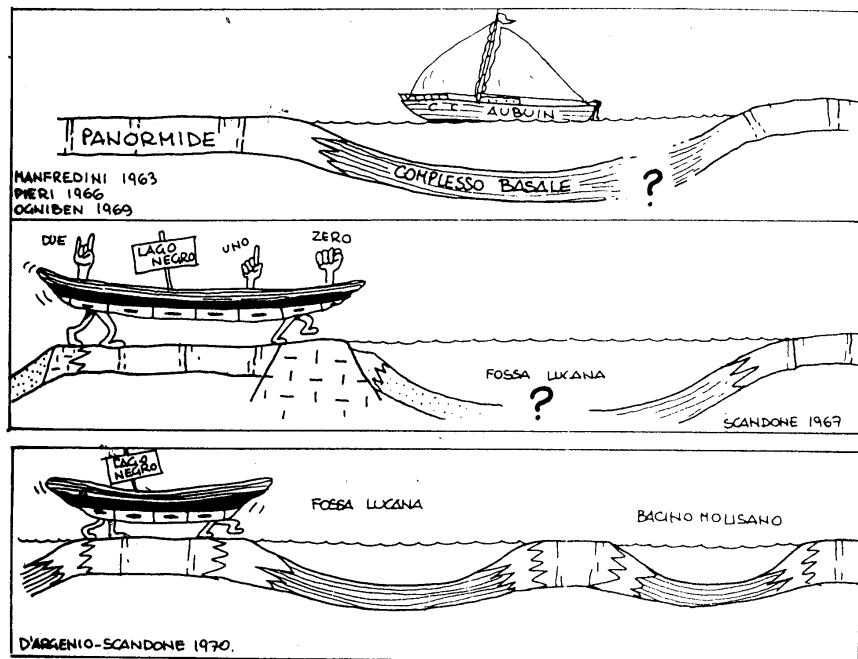 C.I. AUBUIN
PANORMIDE
COMPLESSO BASALE
?
MANFREDINI 1963
PIERI 1966
OGNIBEN 1969
DUE
LAGO
NEGRO
UNO
ZERO
FOSSA LUCANA
?
SCANDONE 1967
LAGO
NEGRO
FOSSA LUCANA
BACINO MOLISANO
D'ARGENIO-SCANDONE 1970.